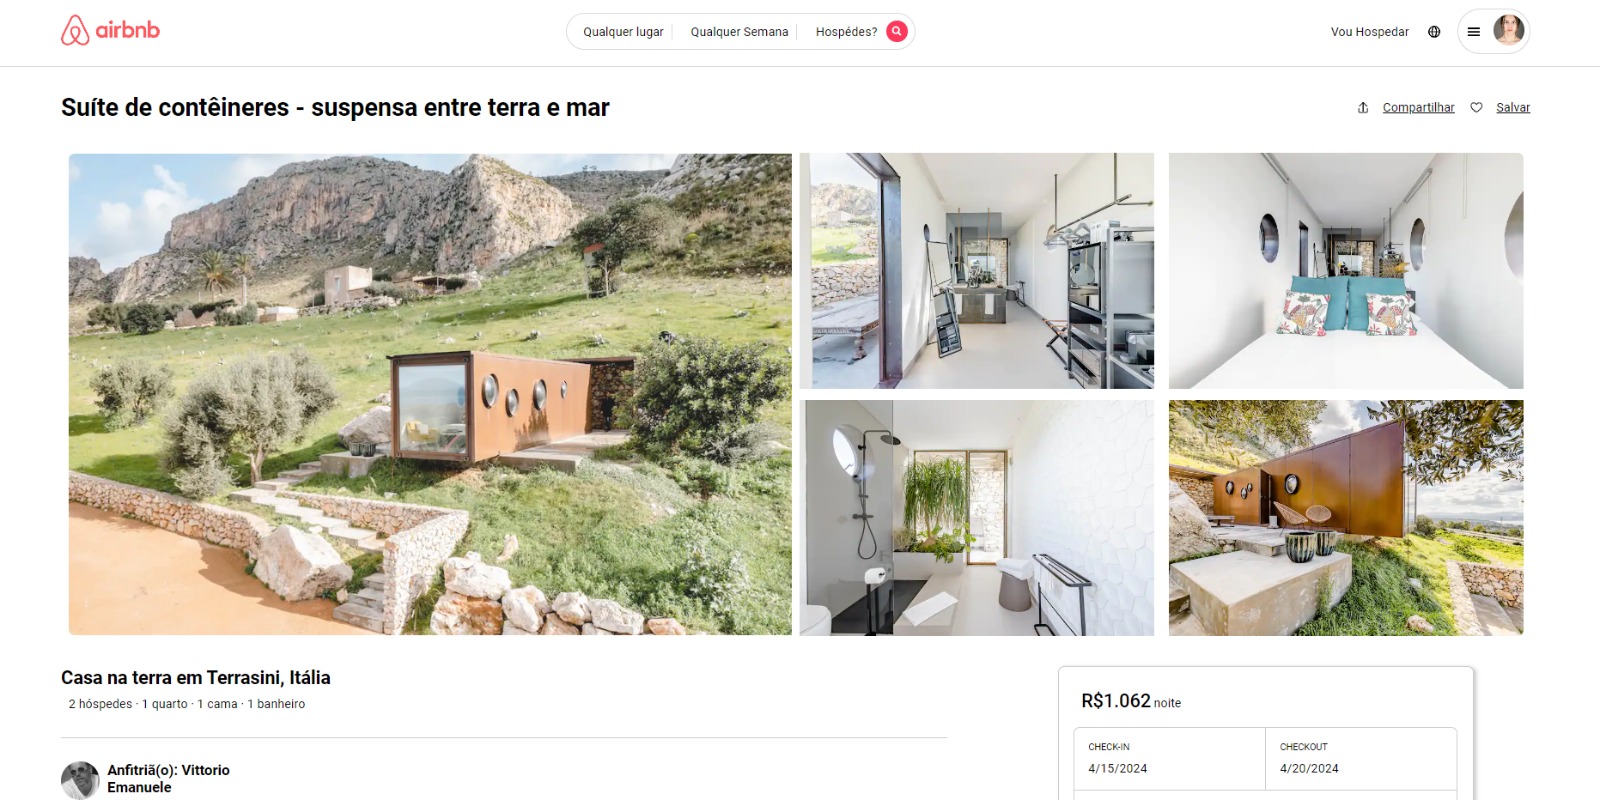 airbnb
Qualquer lugar
Qualquer Semana
Hospédes?
Vou Hospedar
Suíte de contêineres - suspensa entre terra e mar
Compartilhar
Salvar
Casa na terra em Terrasini, Itália
2 hóspedes · 1 quarto · 1 cama · 1 banheiro
Anfitriã(o): Vittorio
Emanuele
R$1.062 noite
CHECK-IN
4/15/2024
CHECKOUT
4/20/2024